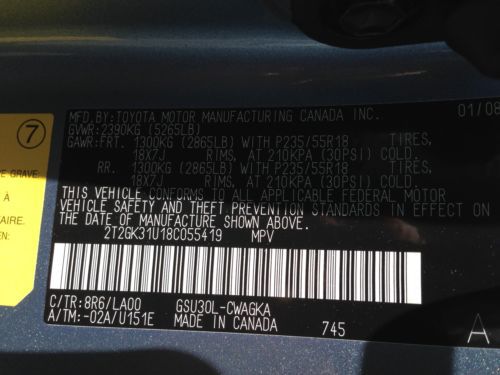 MFD.BY:TOYOTA MOTOR MANUFACTURING CANADA INC. 01/08
GVWR:2390KG (5265LB)
GAWR:FRT. 1300KG (2865LB) WITH P235/55R18 TIRES,
18X7J RIMS, AT 210KPA (30PSI) COLD.
RR. 1300KG (2865LB) WITH P235/55R18 TIRES,
18X7J RIMS, AT 210KPA (30PSI) COLD.
THIS VEHICLE CONFORMS TO ALL APPLICABLE FEDERAL MOTOR
VEHICLE SAFETY AND THEFT PREVENTION STANDARDS IN EFFECT ON
THE DATE OF MANUFACTURE SHOWN ABOVE.
2T2GK31U18C055419 MPV
C/TR:8R6/LA00 GSU30L-CWAGKA
A/TM:-02A/U151E MADE IN CANADA 745
A
7
GRAVE:
À
TAIRE.
EN: